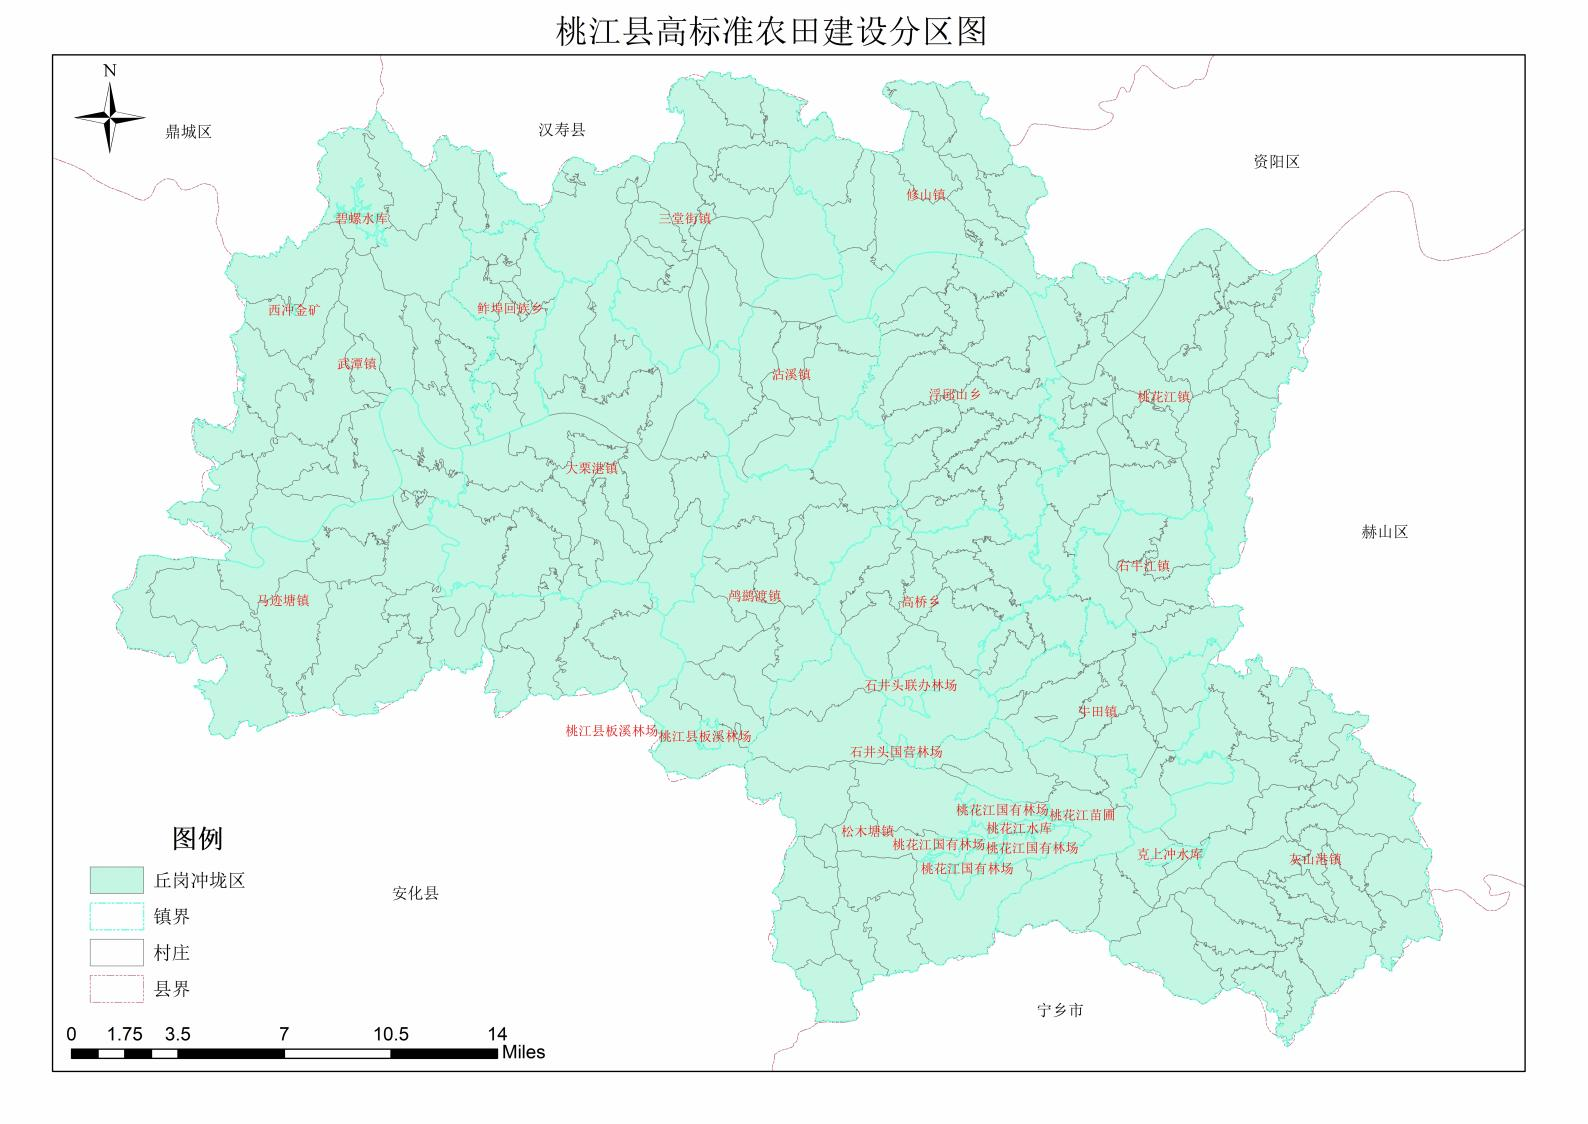 桃江县高标准农田建设分区图
N
鼎城区
汉寿县
资阳区
修山镇
碧螺水库
三堂街镇
西冲金矿
鲊埠回族乡
武潭镇
沾溪镇
浮邱山乡
桃花江镇
大栗港镇
赫山区
石牛江镇
马迹塘镇
鸬鹚渡镇
高桥乡
石井头联办林场
牛田镇
桃江县板溪林场
桃江县板溪林场
石井头国营林场
桃花江国有林场
桃花江苗圃
松木塘镇
桃花江水库
桃花江国有林场
桃花江国有林场
克上冲水库
灰山港镇
桃花江国有林场
安化县
宁乡市
图例
丘岗冲垅区
镇界
村庄
县界
0 1.75 3.5 7 10.5 14
Miles